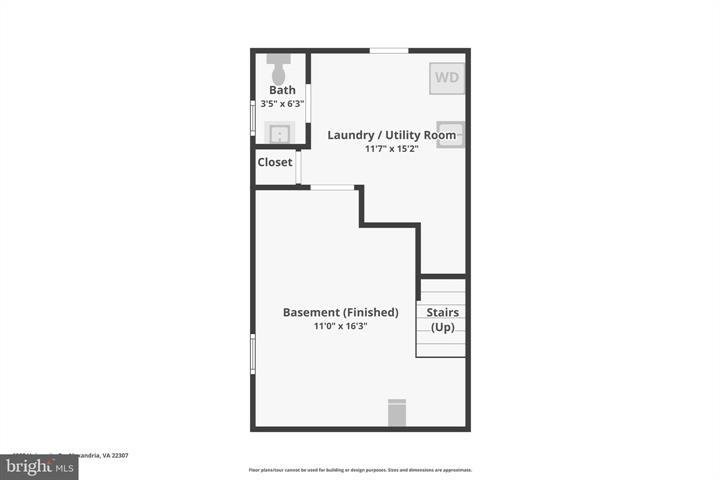 WD
Bath
3'5" x 6'3"
Laundry / Utility Room
11'7" x 15'2"
Closet
Basement (Finished)
11'0" x 16'3"
Stairs
(Up)
Alexandria, VA 22307
Floor plans/tour cannot be used for building or design purposes. Sizes and dimensions are approximate.
bright MLS